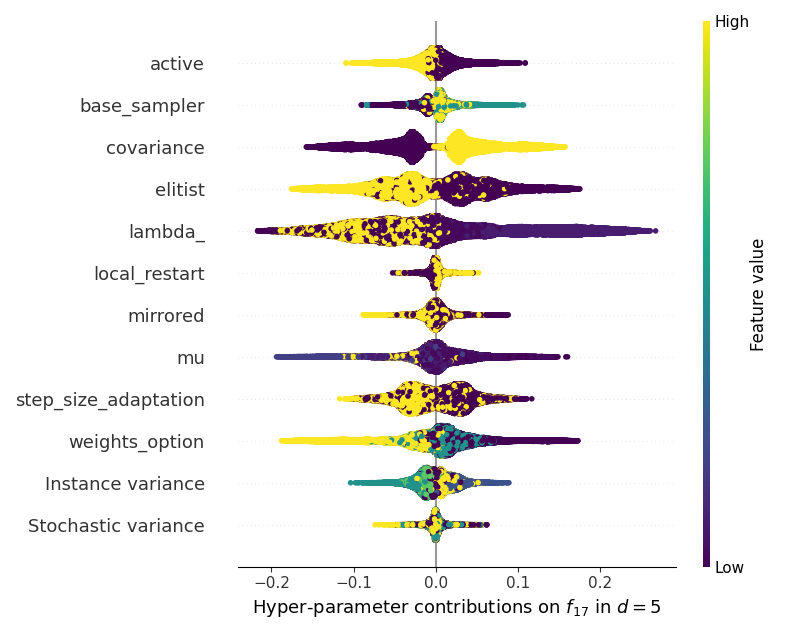 High
active
base_sampler
covariance
elitist
lambda_
local_restart
mirrored
mu
step_size_adaptation
weights_option
Instance variance
Stochastic variance
Feature value
Low
−0.2 −0.1 0.0 0.1 0.2
Hyper-parameter contributions on f17 in d = 5